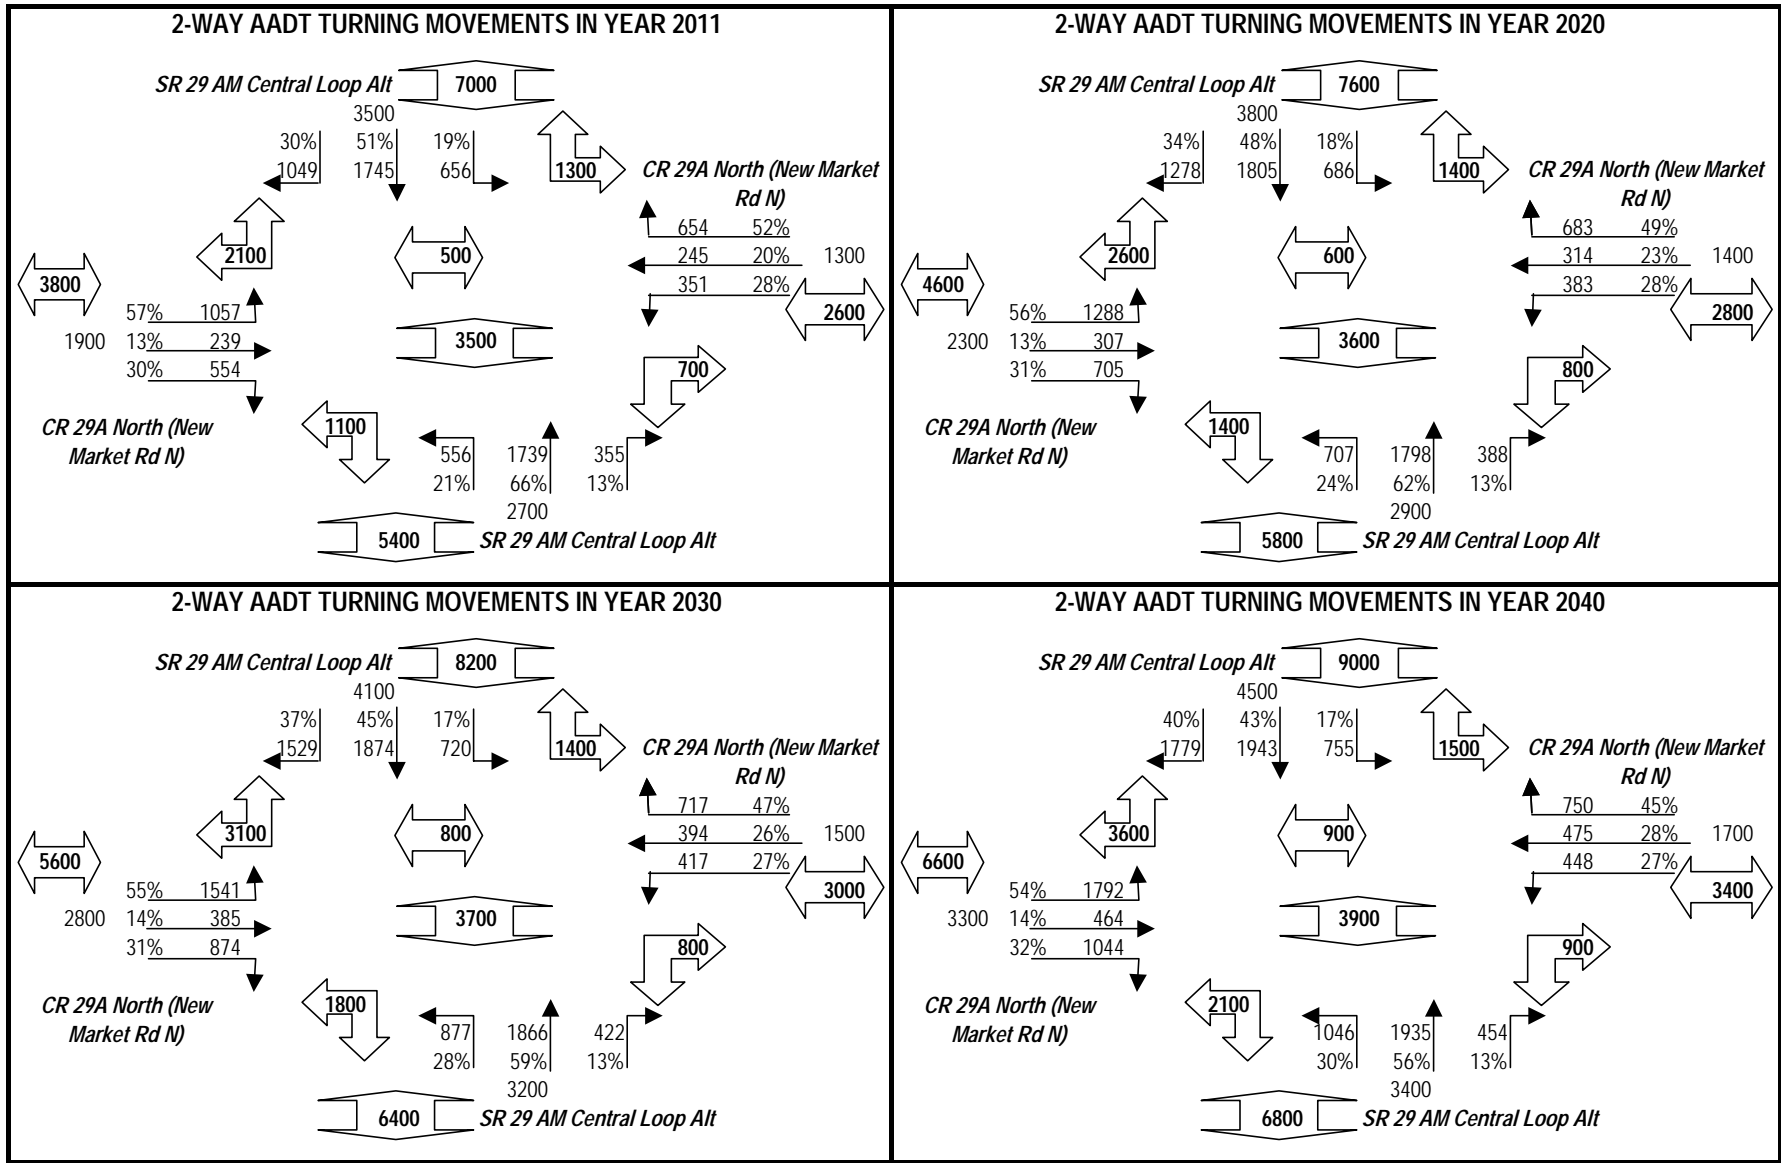 2-WAY AADT TURNING MOVEMENTS IN YEAR 2011
SR 29 AM Central Loop Alt 7000
3500
30% 51% 19%
1049 1745 656 1300 CR 29A North (New Market
Rd N)
654 52%
2100 500 245 20% 1300
3800 351 28%
57% 1057 2600
1900 13% 239 3500
30% 554 700
CR 29A North (New 1100
Market Rd N) 556 1739 355
21% 66% 13%
2700
5400 SR 29 AM Central Loop Alt
2-WAY AADT TURNING MOVEMENTS IN YEAR 2020
SR 29 AM Central Loop Alt 7600
3800
34% 48% 18%
1278 1805 686 1400 CR 29A North (New Market
Rd N)
683 49%
2600 600 314 23% 1400
4600 383 28%
56% 1288 2800
2300 13% 307 3600
31% 705 800
CR 29A North (New 1400
Market Rd N) 707 1798 388
24% 62% 13%
2900
5800 SR 29 AM Central Loop Alt
2-WAY AADT TURNING MOVEMENTS IN YEAR 2030
SR 29 AM Central Loop Alt 8200
4100
37% 45% 17%
1529 1874 720 1400 CR 29A North (New Market
Rd N)
717 47%
3100 800 394 26% 1500
5600 417 27%
55% 1541 3000
2800 14% 385 3700
31% 874 800
CR 29A North (New 1800
Market Rd N) 877 1866 422
28% 59% 13%
3200
6400 SR 29 AM Central Loop Alt
2-WAY AADT TURNING MOVEMENTS IN YEAR 2040
SR 29 AM Central Loop Alt 9000
4500
40% 43% 17%
1779 1943 755 1500 CR 29A North (New Market
Rd N)
750 45%
3600 900 475 28% 1700
6600 448 27%
54% 1792 3400
3300 14% 464 3900
32% 1044 900
CR 29A North (New 2100
Market Rd N) 1046 1935 454
30% 56% 13%
3400
6800 SR 29 AM Central Loop Alt